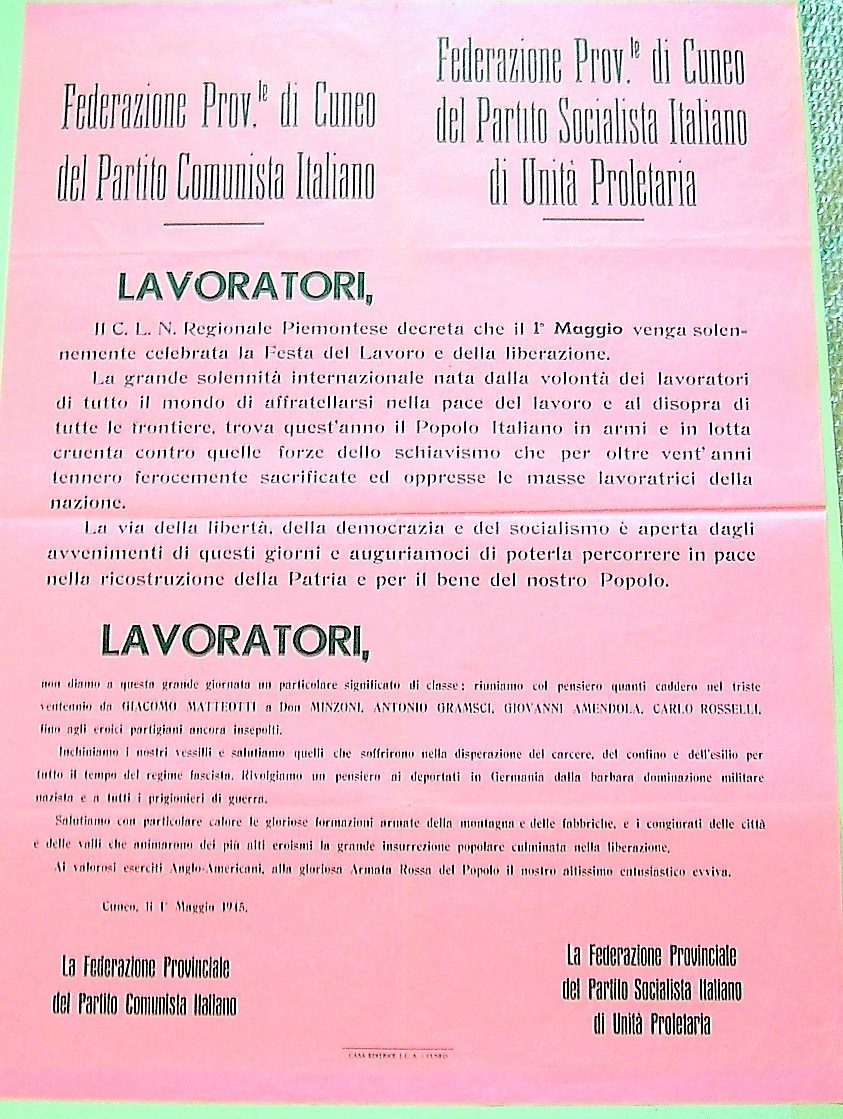 Federazione Prov.le di Cuneo
del Partito Comunista Italiano
Federazione Prov.le di Cuneo
del Partito Socialista Italiano
di Unità Proletaria
LAVORATORI,
Il C. L. N. Regionale Piemontese decreta che il 1° Maggio venga solen-
nemente celebrata la Festa del Lavoro e della liberazione.
La grande solennità internazionale nata dalla volontà dei lavoratori
di tutto il mondo di affratellarsi nella pace del lavoro e al disopra di
tutte le frontiere, trova quest'anno il Popolo Italiano in armi e in lotta
cruenta contro quelle forze dello schiavismo che per oltre vent'anni
tennero ferocemente sacrificate ed oppresse le masse lavoratrici della
nazione.
La via della libertà, della democrazia e del socialismo è aperta dagli
avvenimenti di questi giorni e auguriamoci di poterla percorrere in pace
nella ricostruzione della Patria e per il bene del nostro Popolo.
LAVORATORI,
non diamo a questa grande giornata un particolare significato di classe; riuniamo col pensiero quanti caddero nel triste
ventennio da GIACOMO MATTEOTTI a Don MINZONI, ANTONIO GRAMSCI, GIOVANNI AMENDOLA, CARLO ROSSELLI,
fino agli eroici partigiani ancora insepolti.
Inchiniamo i nostri vessilli e salutiamo quelli che soffrirono nella disperazione del carcere, del confino e dell'esilio per
tutto il tempo del regime fascista. Rivolgiamo un pensiero ai deportati in Germania dalla barbara dominazione militare
nazista e a tutti i prigionieri di guerra.
Salutiamo con particolare calore le gloriose formazioni armate della montagna e delle fabbriche, e i congiurati delle città
e delle valli che animarono dei più alti eroismi la grande insurrezione popolare culminata nella liberazione.
Ai valorosi eserciti Anglo-Americani, alla gloriosa Armata Rossa del Popolo il nostro altissimo entusiastico evviva.
Cuneo, li 1° Maggio 1945.
La Federazione Provinciale
del Partito Comunista Italiano
La Federazione Provinciale
del Partito Socialista Italiano
di Unità Proletaria
CASA EDITRICE I. C. A. - CUNEO